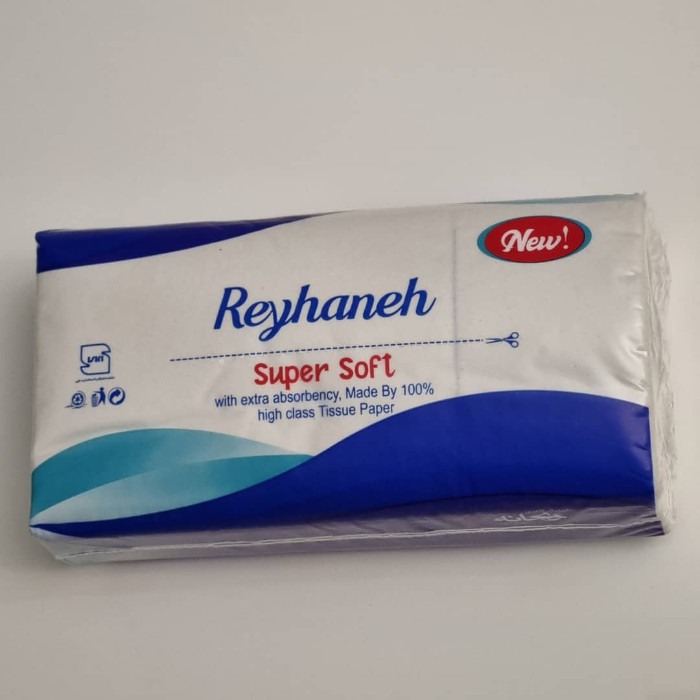 New!
Reyhaneh
Super Soft
with extra absorbency, Made By 100%
high class Tissue Paper